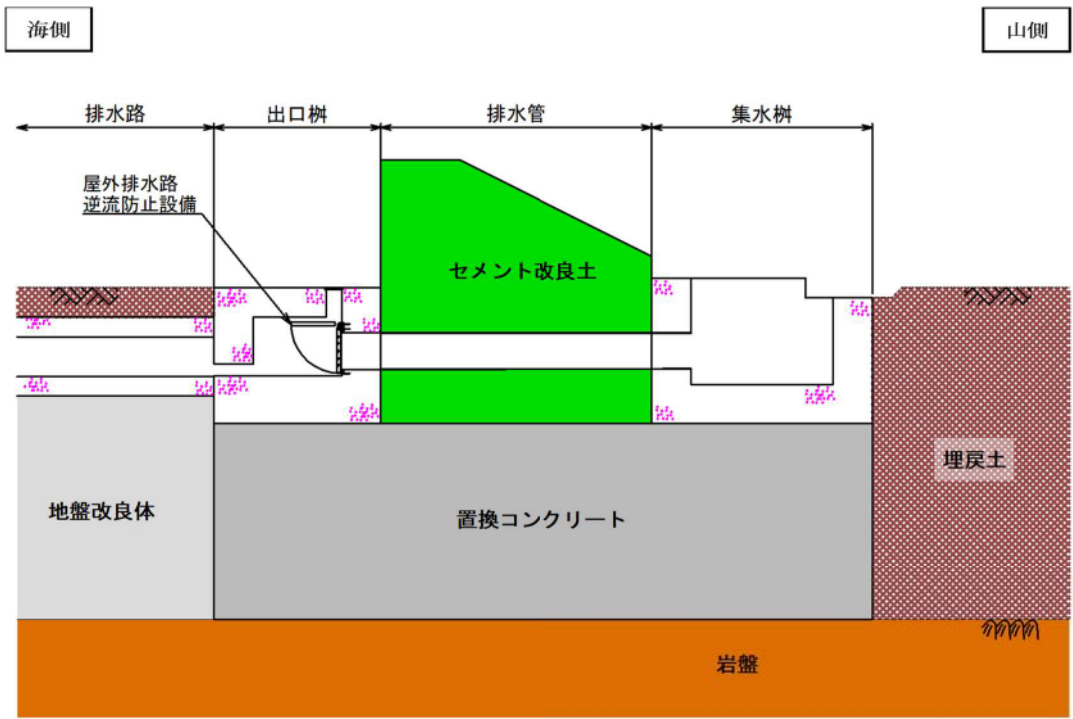 海側
山側
排水路
出口桝
排水管
集水桝
屋外排水路
逆流防止設備
セメント改良土
埋戻土
地盤改良体
置換コンクリート
岩盤